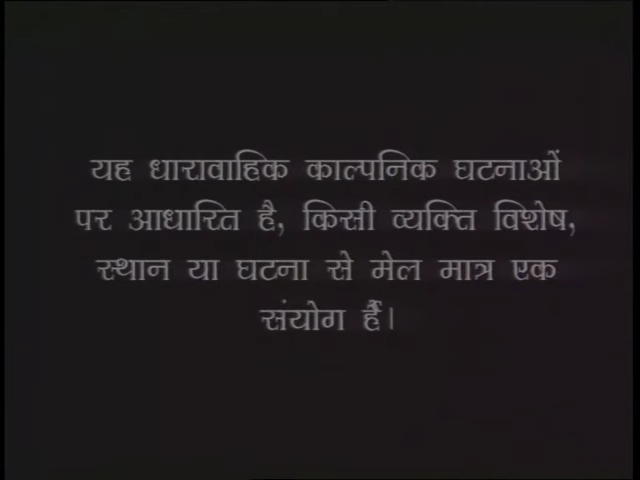 यह धारावाहिक काल्पनिक घटनाओं
पर आधारित है, किसी व्यक्ति विशेष,
स्थान या घटना से मेल मात्र एक
संयोग हैं।